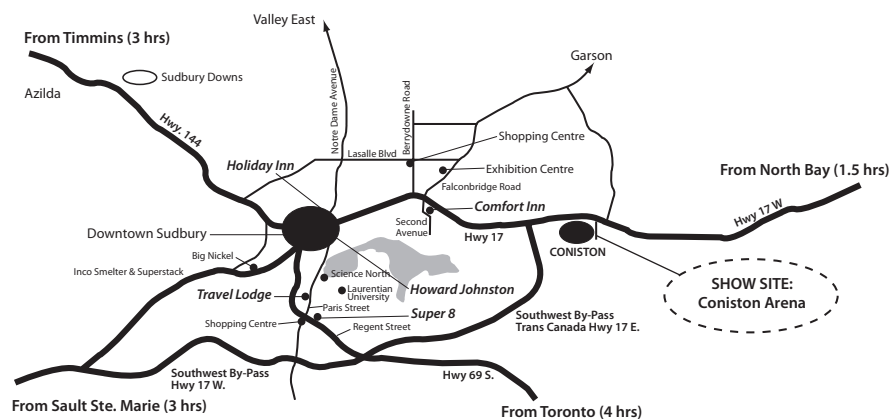 Valley East
From Timmins (3 hrs)
Garson
Sudbury Downs
Azilda
Hwy. 144
Notre Dame Avenue
Berrydowne Road
Shopping Centre
Lasalle Blvd
Holiday Inn
Exhibition Centre
From North Bay (1.5 hrs)
Falconbridge Road
Comfort Inn
Hwy 17 W
Second
Avenue
Hwy 17
Downtown Sudbury
CONISTON
Big Nickel
Inco Smelter & Superstack
Science North
Laurentian
University
Howard Johnston
SHOW SITE:
Coniston Arena
Travel Lodge
Paris Street
Super 8
Southwest By-Pass
Trans Canada Hwy 17 E.
Shopping Centre
Regent Street
Southwest By-Pass
Hwy 17 W.
Hwy 69 S.
From Sault Ste. Marie (3 hrs)
From Toronto (4 hrs)